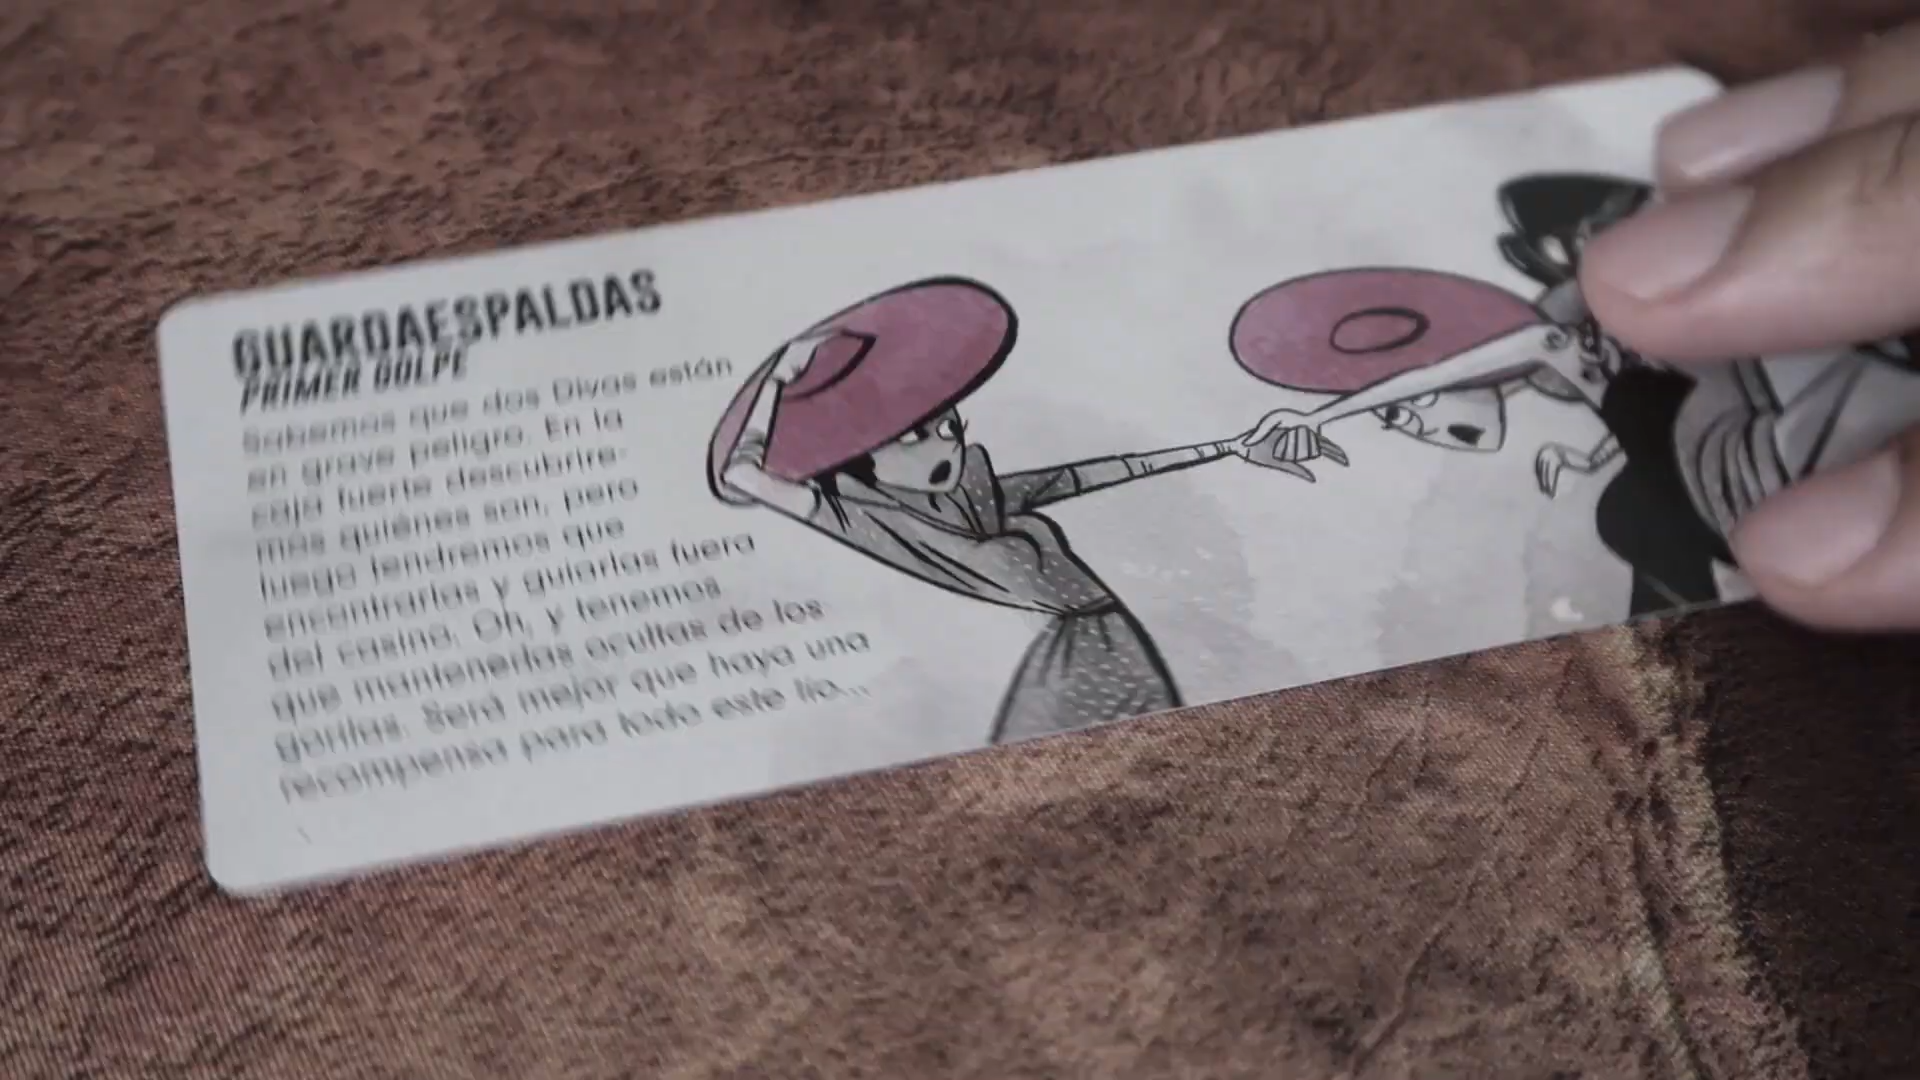 GUARDAESPALDAS
PRIMER GOLPE
Sabemos que dos Divas están
en grave peligro. En la
caja fuerte descubrire-
mos quiénes son, pero
luego tendremos que
encontrarlas y guiarlas fuera
del casino. Oh, y tenemos
que mantenerlas ocultas de los
gorilas. Será mejor que haya una
recompensa para todo este lío...